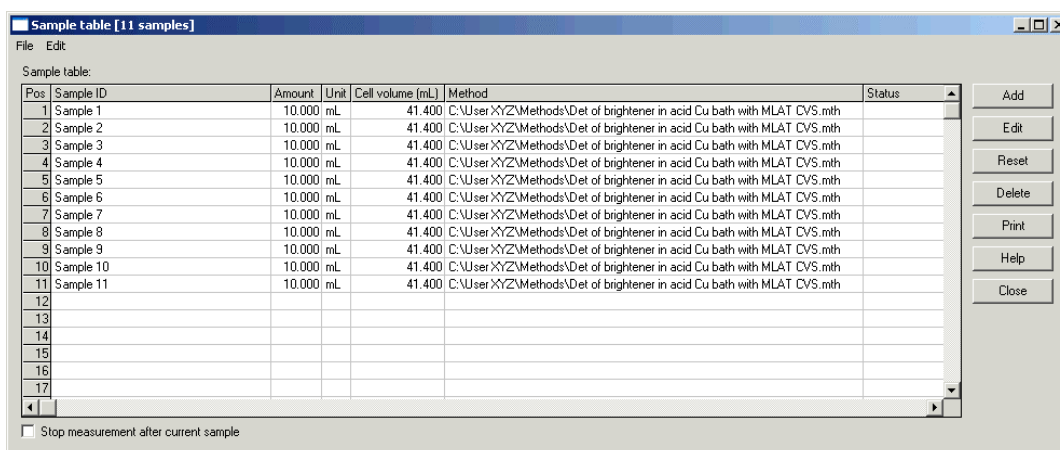 Sample table [11 samples]
File Edit
Sample table:
Pos Sample ID Amount Unit Cell volume (mL) Method Status
1 Sample 1 10.000 mL 41.400 C:\User XYZ\Methods\Det of brightener in acid Cu bath with MLAT CVS.mth
2 Sample 2 10.000 mL 41.400 C:\User XYZ\Methods\Det of brightener in acid Cu bath with MLAT CVS.mth
3 Sample 3 10.000 mL 41.400 C:\User XYZ\Methods\Det of brightener in acid Cu bath with MLAT CVS.mth
4 Sample 4 10.000 mL 41.400 C:\User XYZ\Methods\Det of brightener in acid Cu bath with MLAT CVS.mth
5 Sample 5 10.000 mL 41.400 C:\User XYZ\Methods\Det of brightener in acid Cu bath with MLAT CVS.mth
6 Sample 6 10.000 mL 41.400 C:\User XYZ\Methods\Det of brightener in acid Cu bath with MLAT CVS.mth
7 Sample 7 10.000 mL 41.400 C:\User XYZ\Methods\Det of brightener in acid Cu bath with MLAT CVS.mth
8 Sample 8 10.000 mL 41.400 C:\User XYZ\Methods\Det of brightener in acid Cu bath with MLAT CVS.mth
9 Sample 9 10.000 mL 41.400 C:\User XYZ\Methods\Det of brightener in acid Cu bath with MLAT CVS.mth
10 Sample 10 10.000 mL 41.400 C:\User XYZ\Methods\Det of brightener in acid Cu bath with MLAT CVS.mth
11 Sample 11 10.000 mL 41.400 C:\User XYZ\Methods\Det of brightener in acid Cu bath with MLAT CVS.mth
12
13
14
15
16
17
Add
Edit
Reset
Delete
Print
Help
Close
Stop measurement after current sample